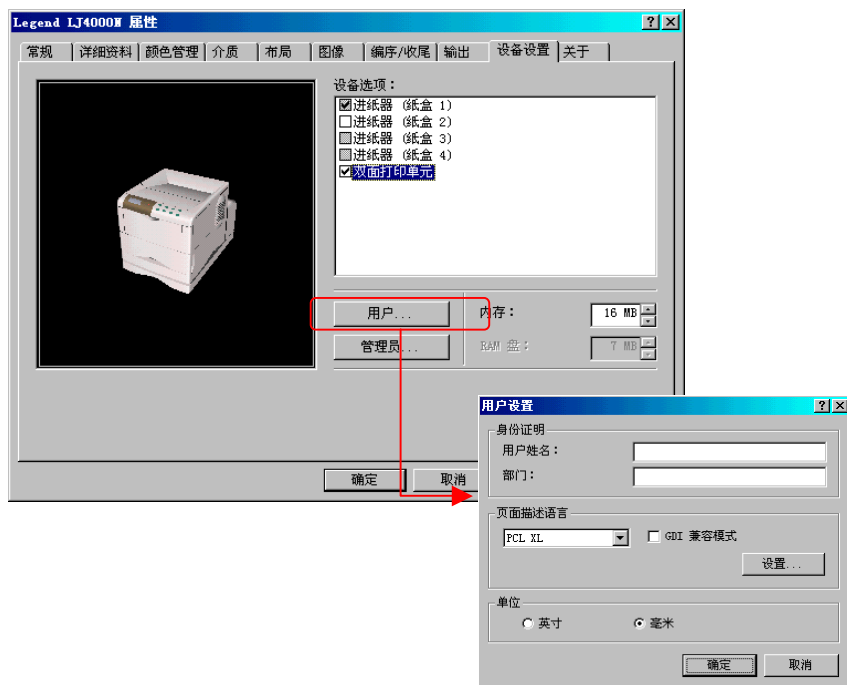 Legend LJ4000N 属性
常规 详细资料 颜色管理 介质 布局 图像 编序/收尾 输出 设备设置 关于
设备选项：
进纸器 (纸盒 1)
进纸器 (纸盒 2)
进纸器 (纸盒 3)
进纸器 (纸盒 4)
双面打印单元
用户... 内存： 16 MB
管理员... RAM 盘： 7 MB
确定 取消
用户设置
身份证明
用户姓名：
部门：
页面描述语言
PCL XL GDI 兼容模式
设置...
单位
英寸 毫米
确定 取消